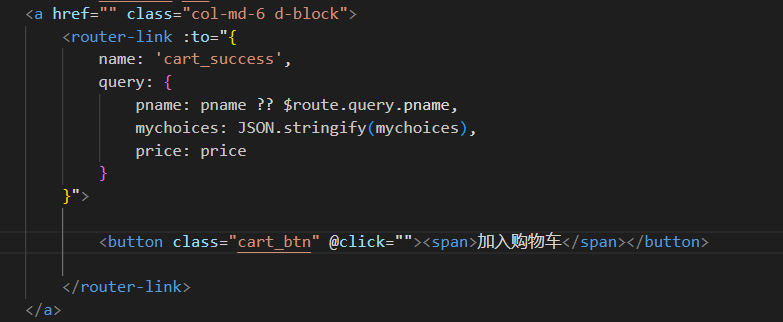 <a href="" class="col-md-6 d-block">
<router-link :to="{
name: 'cart_success',
query: {
pname: pname ?? $route.query.pname,
mychoices: JSON.stringify(mychoices),
price: price
}
}">
<button class="cart_btn" @click=""><span>加入购物车</span></button>
</router-link>
</a>